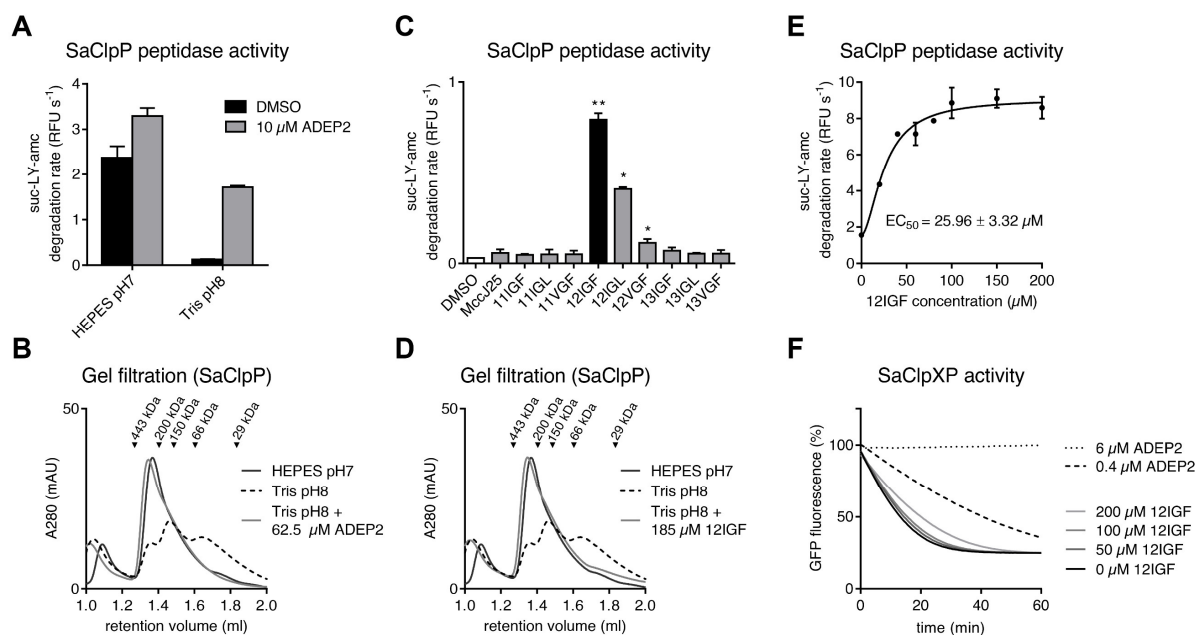 A
SaClpP peptidase activity
suc-LY-amc
degradation rate (RFU s⁻¹)
4
3
2
1
0
DMSO
10 µM ADEP2
HEPES pH7
Tris pH8
C
SaClpP peptidase activity
suc-LY-amc
degradation rate (RFU s⁻¹)
1
0
**
*
*
DMSO
MccJ25
11IGF
11IGL
11VGF
12IGF
12IGL
12VGF
13IGF
13IGL
13VGF
E
SaClpP peptidase activity
suc-LY-amc
degradation rate (RFU s⁻¹)
10
8
6
4
2
0
EC₅₀ = 25.96 ± 3.32 µM
0 50 100 150 200
12IGF concentration (µM)
B
Gel filtration (SaClpP)
A280 (mAU)
50
0
443 kDa
200 kDa
150 kDa
66 kDa
29 kDa
HEPES pH7
Tris pH8
Tris pH8 +
62.5 µM ADEP2
1.0 1.2 1.4 1.6 1.8 2.0
retention volume (ml)
D
Gel filtration (SaClpP)
A280 (mAU)
50
0
443 kDa
200 kDa
150 kDa
66 kDa
29 kDa
HEPES pH7
Tris pH8
Tris pH8 +
185 µM 12IGF
1.0 1.2 1.4 1.6 1.8 2.0
retention volume (ml)
F
SaClpXP activity
GFP fluorescence (%)
100
50
0
6 µM ADEP2
0.4 µM ADEP2
200 µM 12IGF
100 µM 12IGF
50 µM 12IGF
0 µM 12IGF
0 20 40 60
time (min)